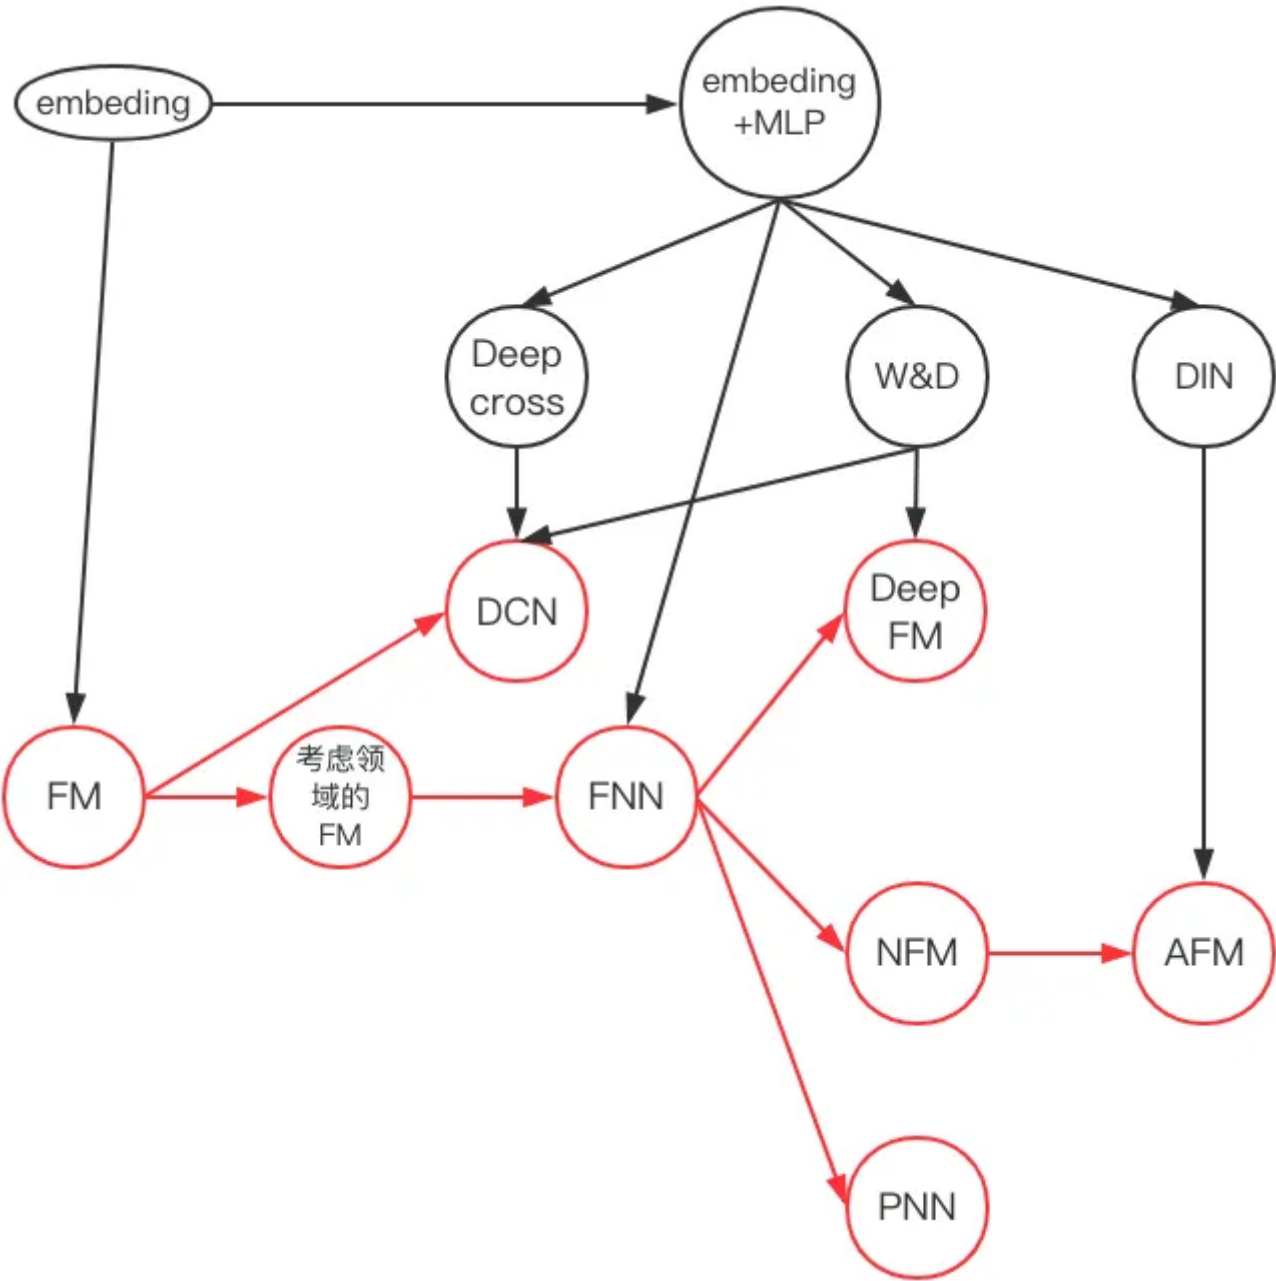 embeding
embeding
+MLP
Deep
cross
W&D
DIN
DCN
Deep
FM
FM
考虑领
域的
FM
FNN
NFM
AFM
PNN